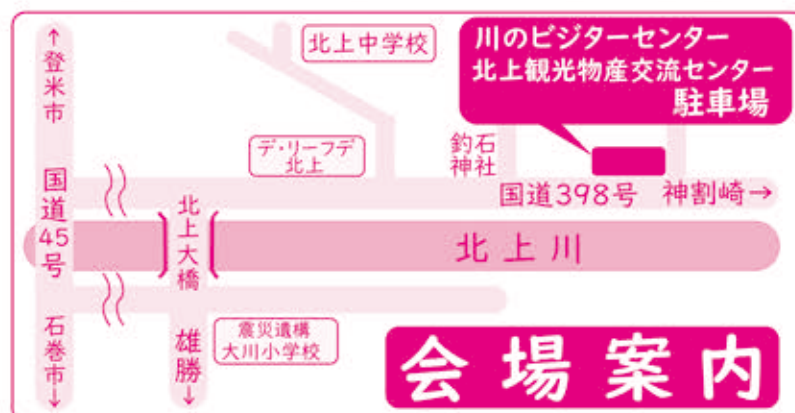 ↑登米市
国道45号
石巻市↓
北上中学校
川のビジターセンター
北上観光物産交流センター
駐車場
デ・リーフデ
北上
釣石
神社
国道398号
神割崎→
北上大橋
北上川
雄勝↓
震災遺構
大川小学校
会場案内